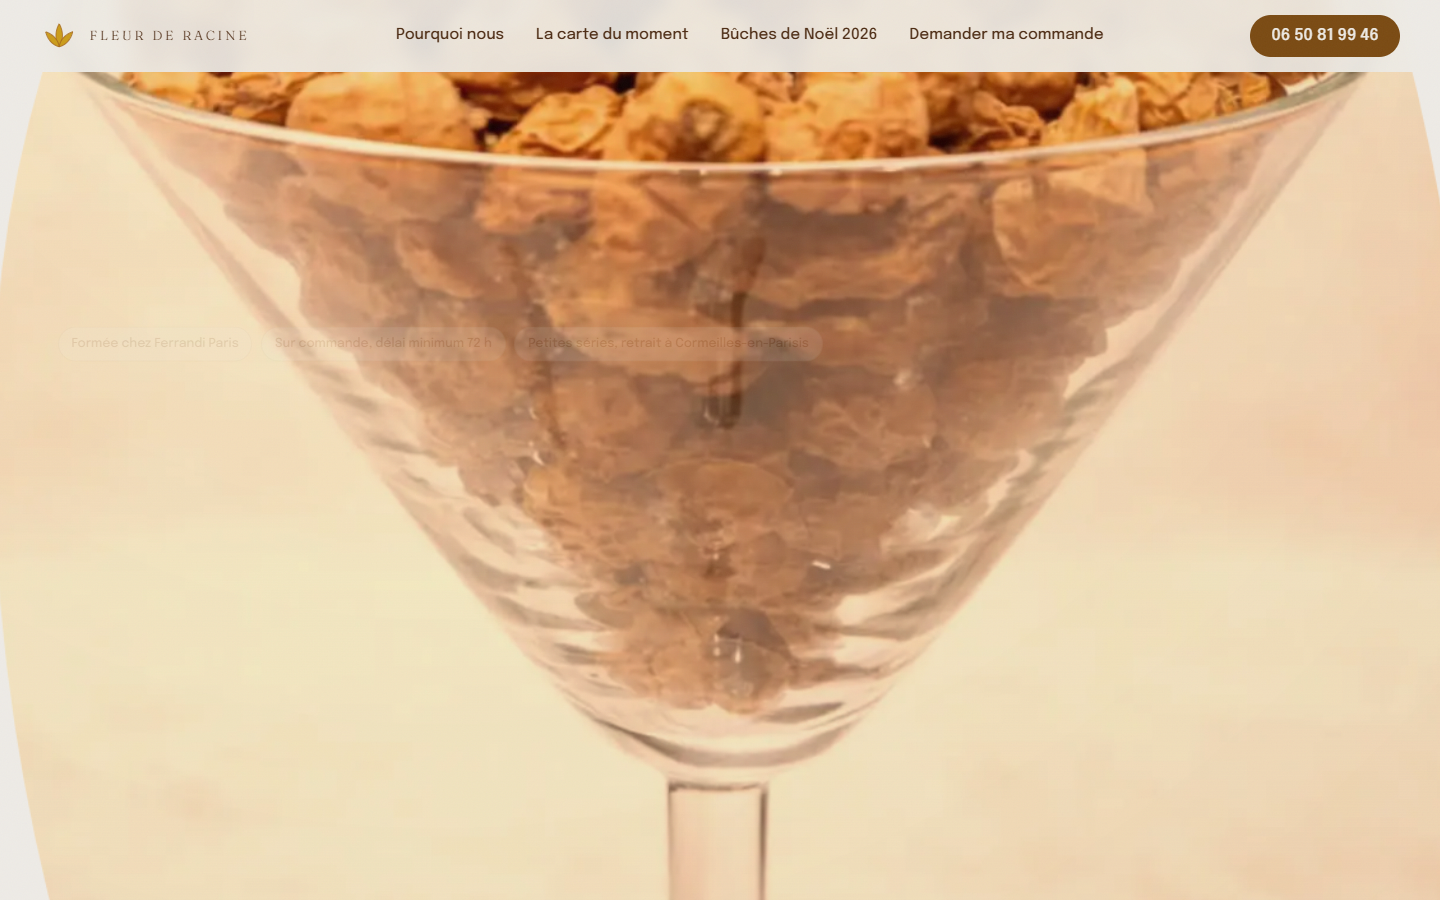 FLEUR DE RACINE
Pourquoi nous
La carte du moment
Bûches de Noël 2026
Demander ma commande
06 50 81 99 46
Formée chez Ferrandi Paris
Sur commande, délai minimum 72 h
Petites séries, retrait à Cormeilles-en-Parisis